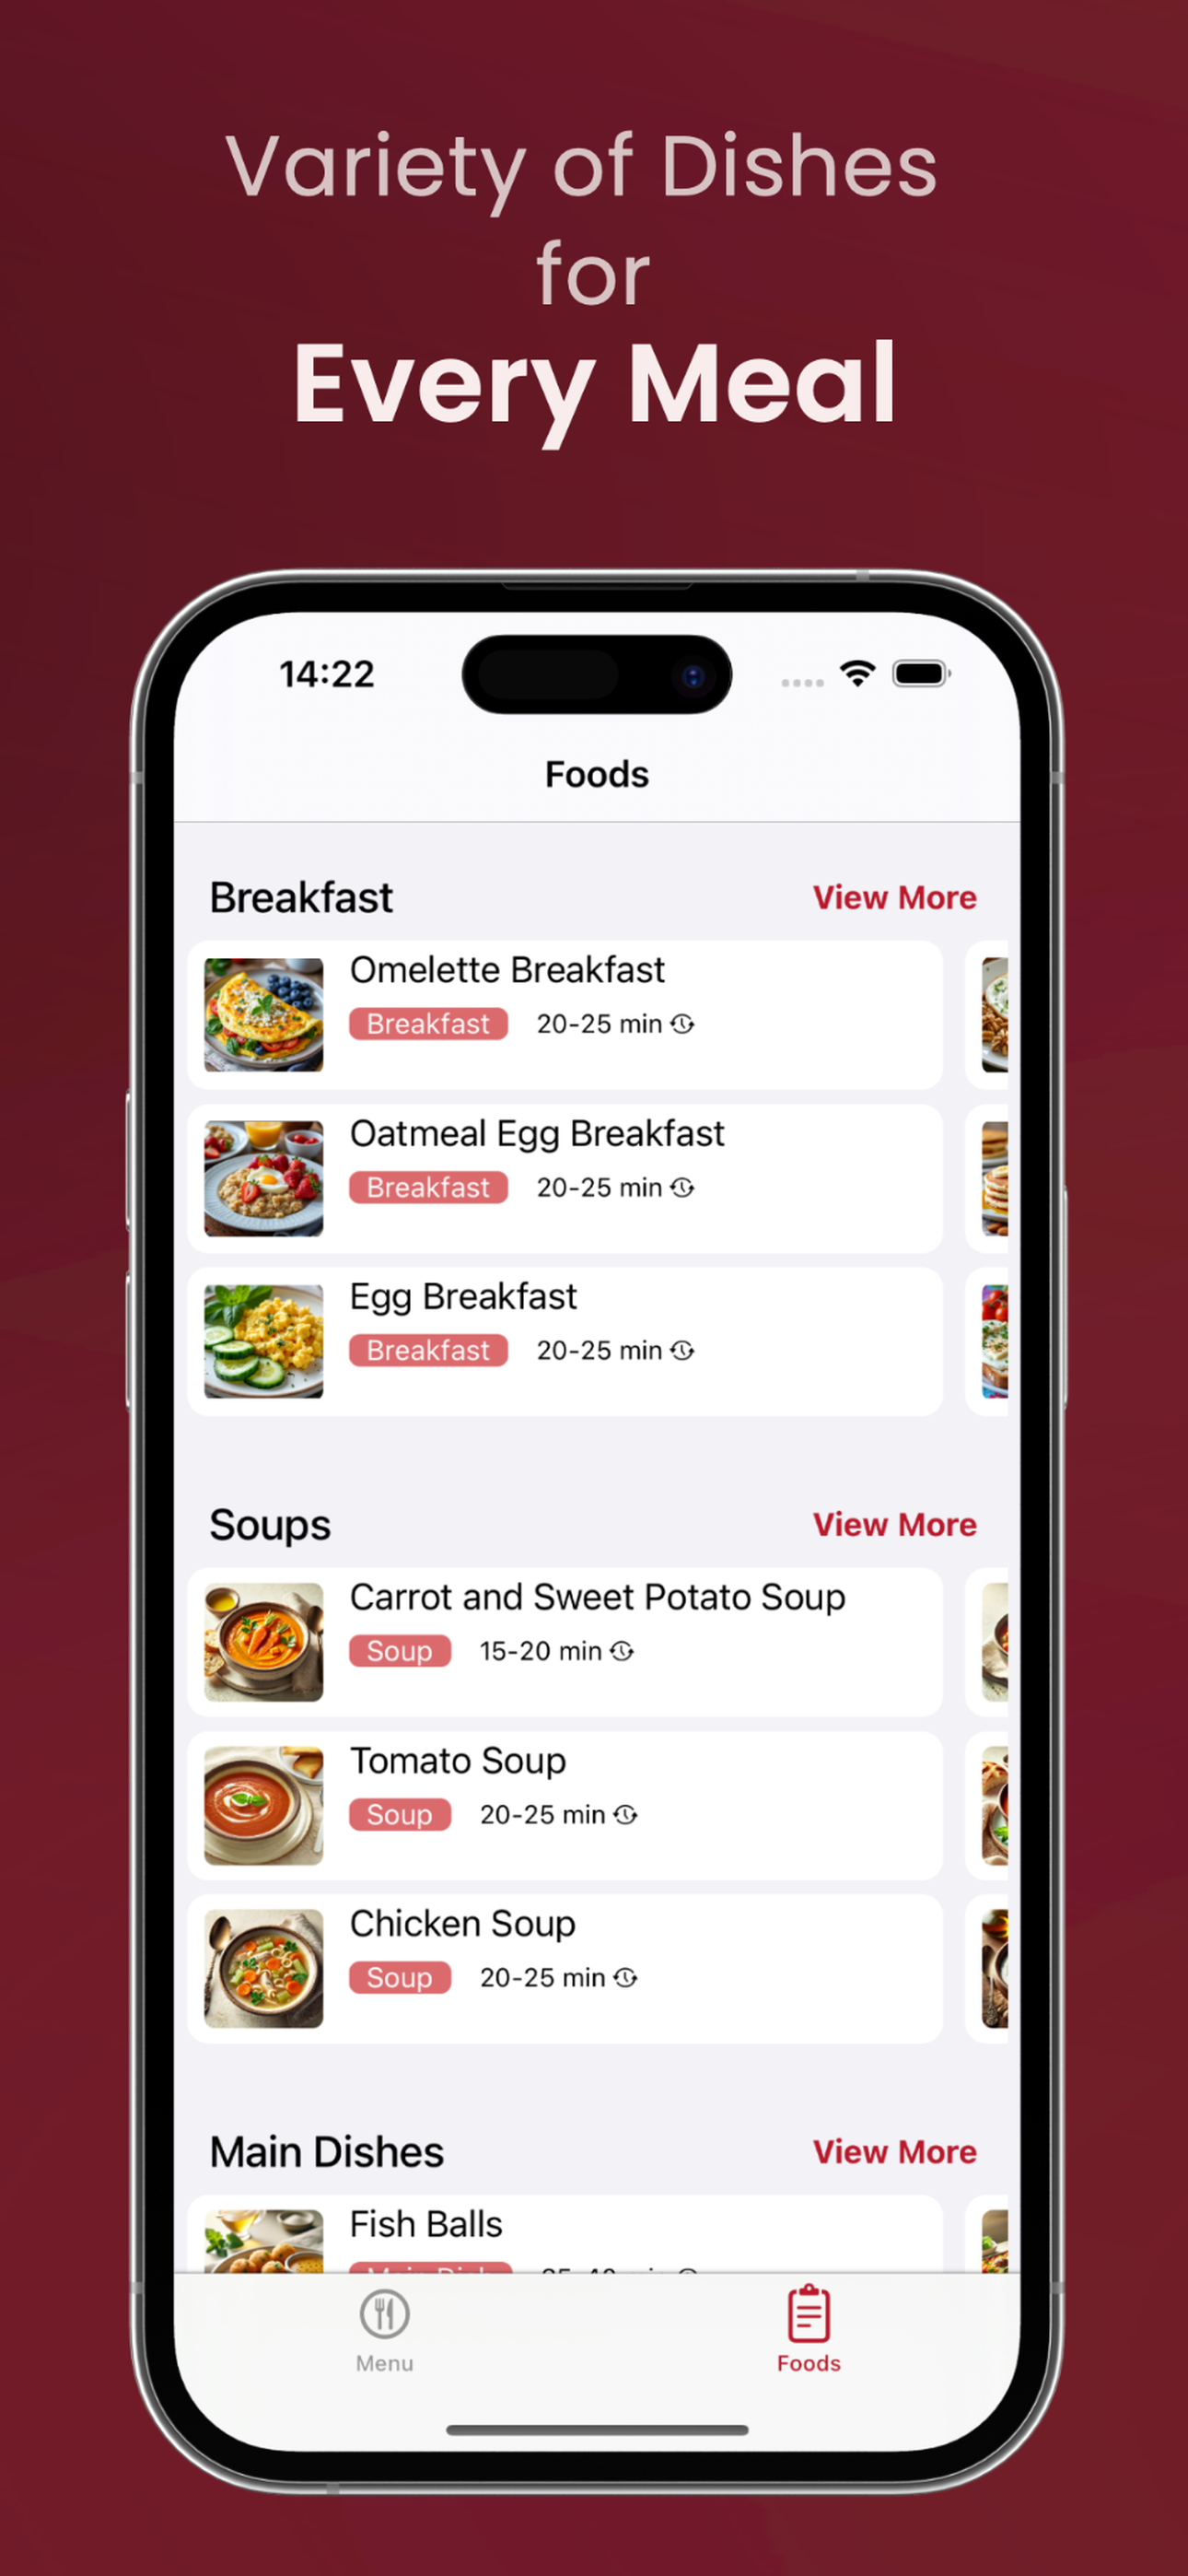 Variety of Dishes
for
Every Meal
14:22
Foods
Breakfast View More
Omelette Breakfast
Breakfast 20-25 min
Oatmeal Egg Breakfast
Breakfast 20-25 min
Egg Breakfast
Breakfast 20-25 min
Soups View More
Carrot and Sweet Potato Soup
Soup 15-20 min
Tomato Soup
Soup 20-25 min
Chicken Soup
Soup 20-25 min
Main Dishes View More
Fish Balls
Menu Foods